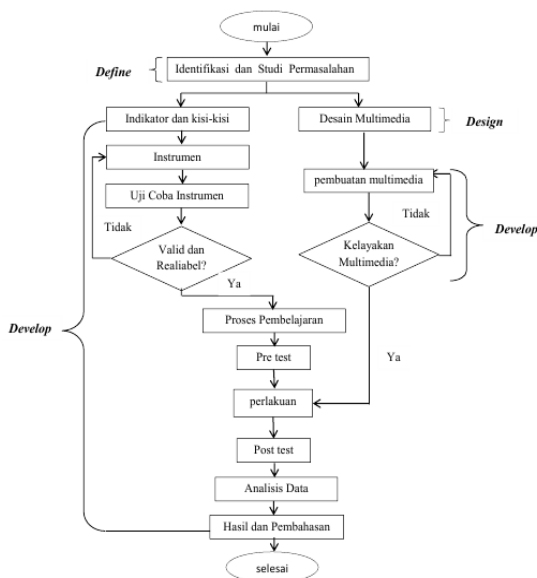 mulai
Define
Identifikasi dan Studi Permasalahan
Indikator dan kisi-kisi
Desain Multimedia
Design
Instrumen
pembuatan multimedia
Uji Coba Instrumen
Tidak
Tidak
Develop
Valid dan
Realiabel?
Kelayakan
Multimedia?
Ya
Proses Pembelajaran
Develop
Pre test
Ya
perlakuan
Post test
Analisis Data
Hasil dan Pembahasan
selesai